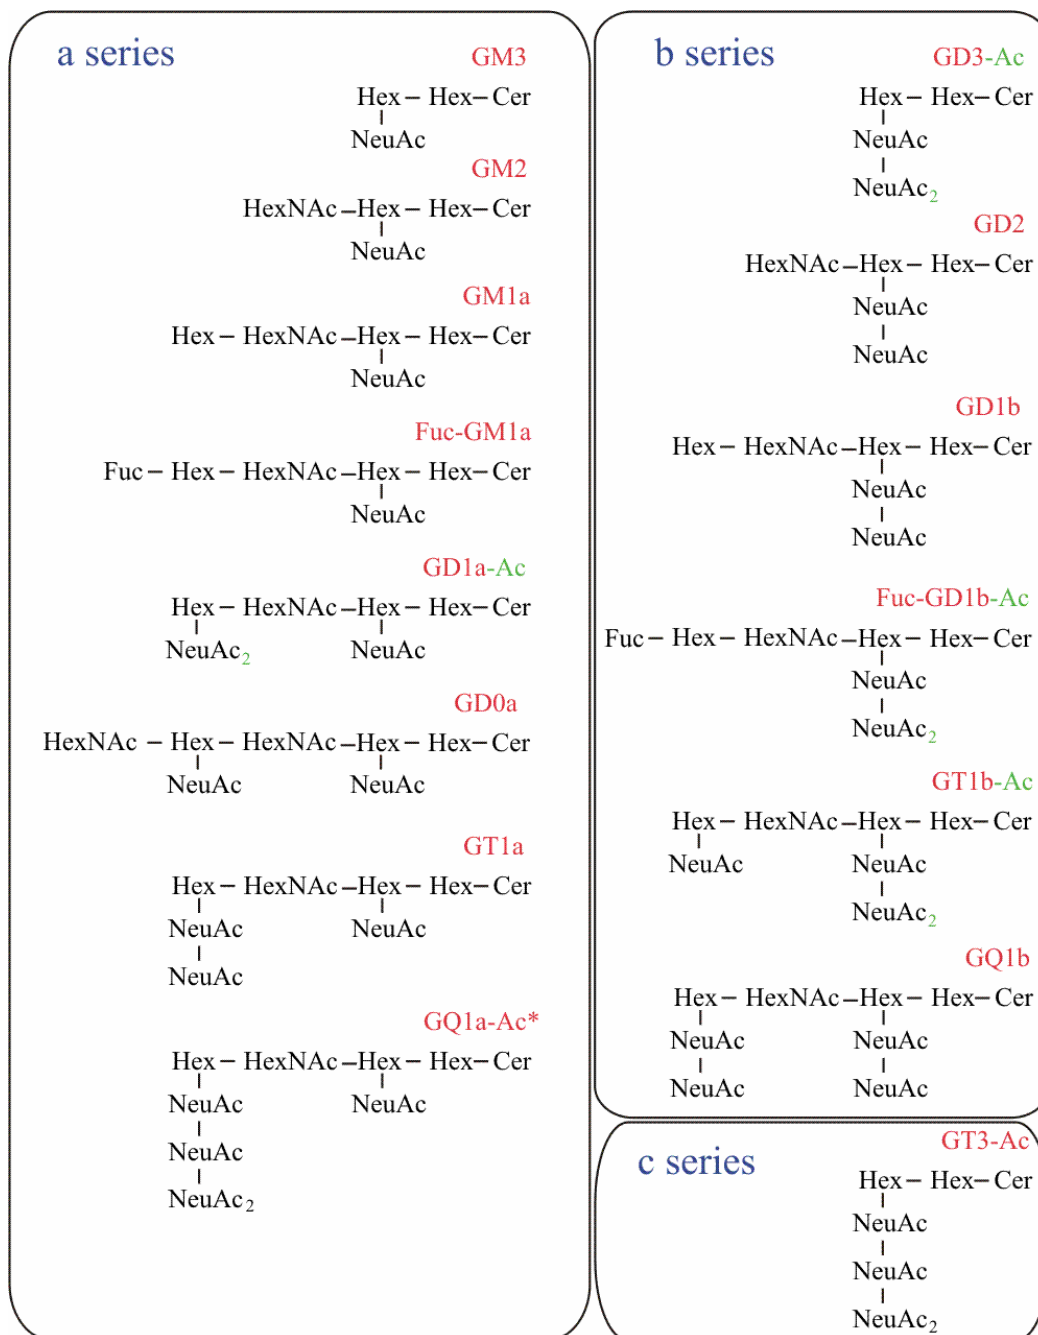 a series
GM3
Hex – Hex – Cer
NeuAc
GM2
HexNAc – Hex – Hex – Cer
NeuAc
GM1a
Hex – HexNAc – Hex – Hex – Cer
NeuAc
Fuc-GM1a
Fuc – Hex – HexNAc – Hex – Hex – Cer
NeuAc
GD1a-Ac
Hex – HexNAc – Hex – Hex – Cer
NeuAc₂ NeuAc
GD0a
HexNAc – Hex – HexNAc – Hex – Hex – Cer
NeuAc NeuAc
GT1a
Hex – HexNAc – Hex – Hex – Cer
NeuAc NeuAc
NeuAc
GQ1a-Ac*
Hex – HexNAc – Hex – Hex – Cer
NeuAc NeuAc
NeuAc
NeuAc₂
b series
GD3-Ac
Hex – Hex – Cer
NeuAc
NeuAc₂
GD2
HexNAc – Hex – Hex – Cer
NeuAc
NeuAc
GD1b
Hex – HexNAc – Hex – Hex – Cer
NeuAc
NeuAc
Fuc-GD1b-Ac
Fuc – Hex – HexNAc – Hex – Hex – Cer
NeuAc
NeuAc₂
GT1b-Ac
Hex – HexNAc – Hex – Hex – Cer
NeuAc NeuAc
NeuAc₂
GQ1b
Hex – HexNAc – Hex – Hex – Cer
NeuAc NeuAc
NeuAc NeuAc
c series
GT3-Ac
Hex – Hex – Cer
NeuAc
NeuAc
NeuAc₂